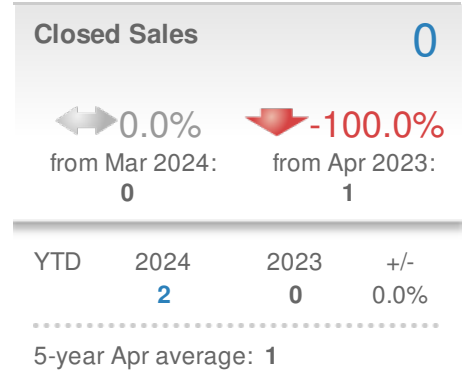 Closed Sales 0
0.0% -100.0%
from Mar 2024: from Apr 2023:
0 1
YTD 2024 2023 +/-
2 0 0.0%
5-year Apr average: 1